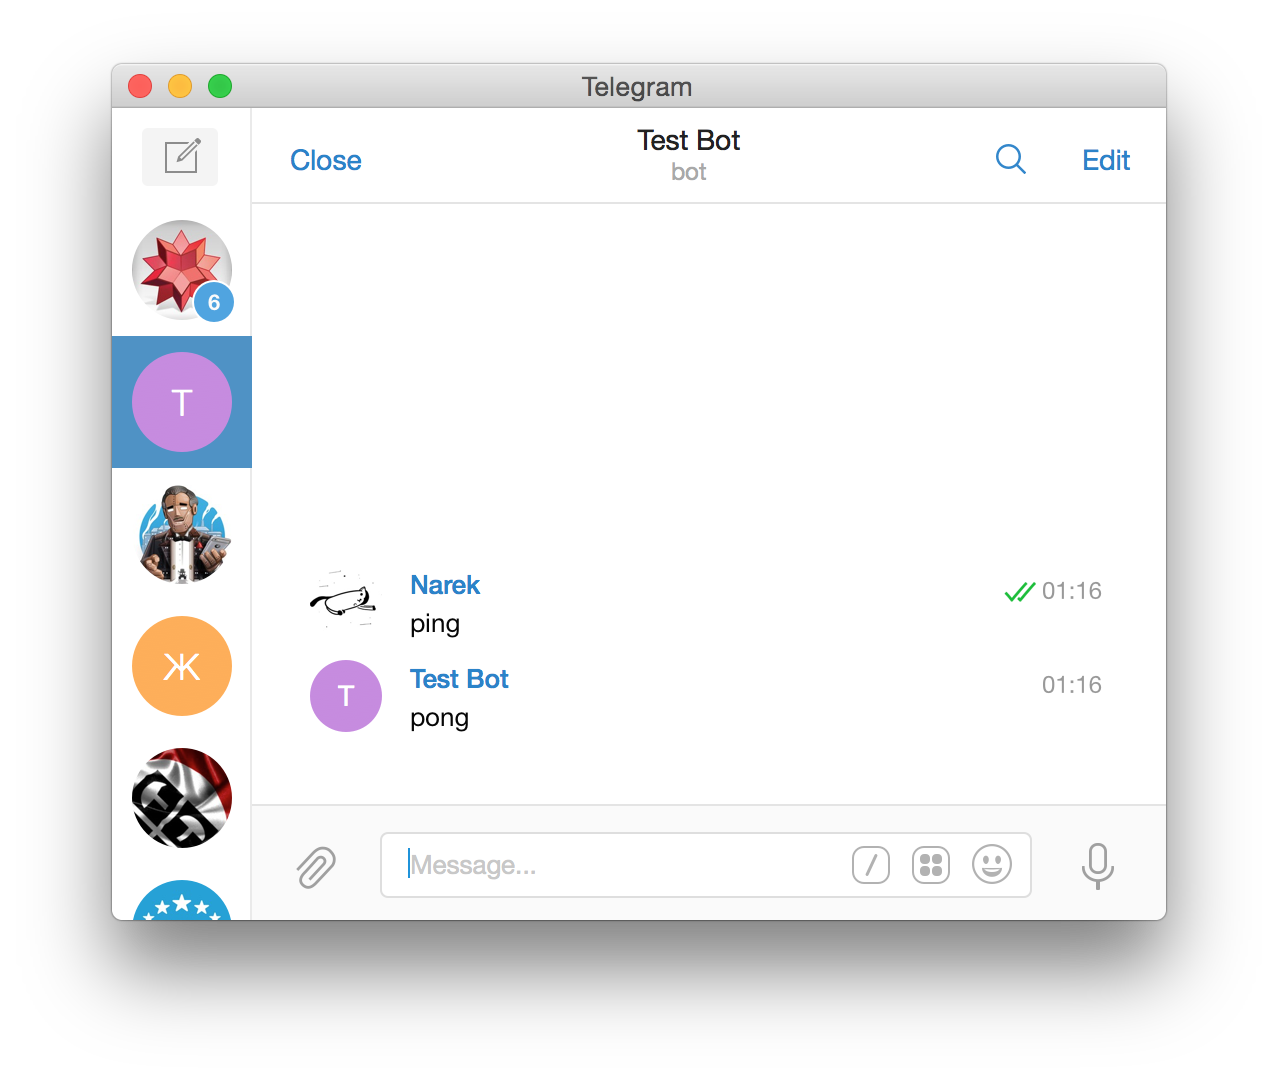 Telegram
Close
Test Bot
bot
Edit
6
T
Ж
Narek
01:16
ping
T
Test Bot
01:16
pong
Message...